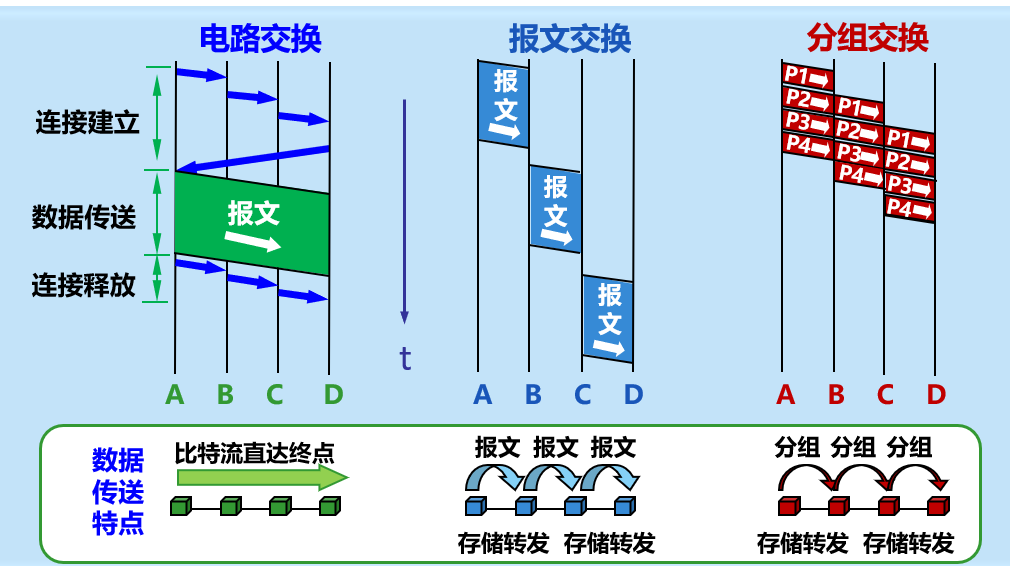 电路交换
报文交换
分组交换
连接建立
数据传送
连接释放
报文
报
文
报
文
报
文
t
P1
P2
P3
P4
P1
P2
P3
P4
P1
P2
P3
P4
A B C D
A B C D
A B C D
数据
传送
特点
比特流直达终点
报文 报文 报文
存储转发 存储转发
分组 分组 分组
存储转发 存储转发